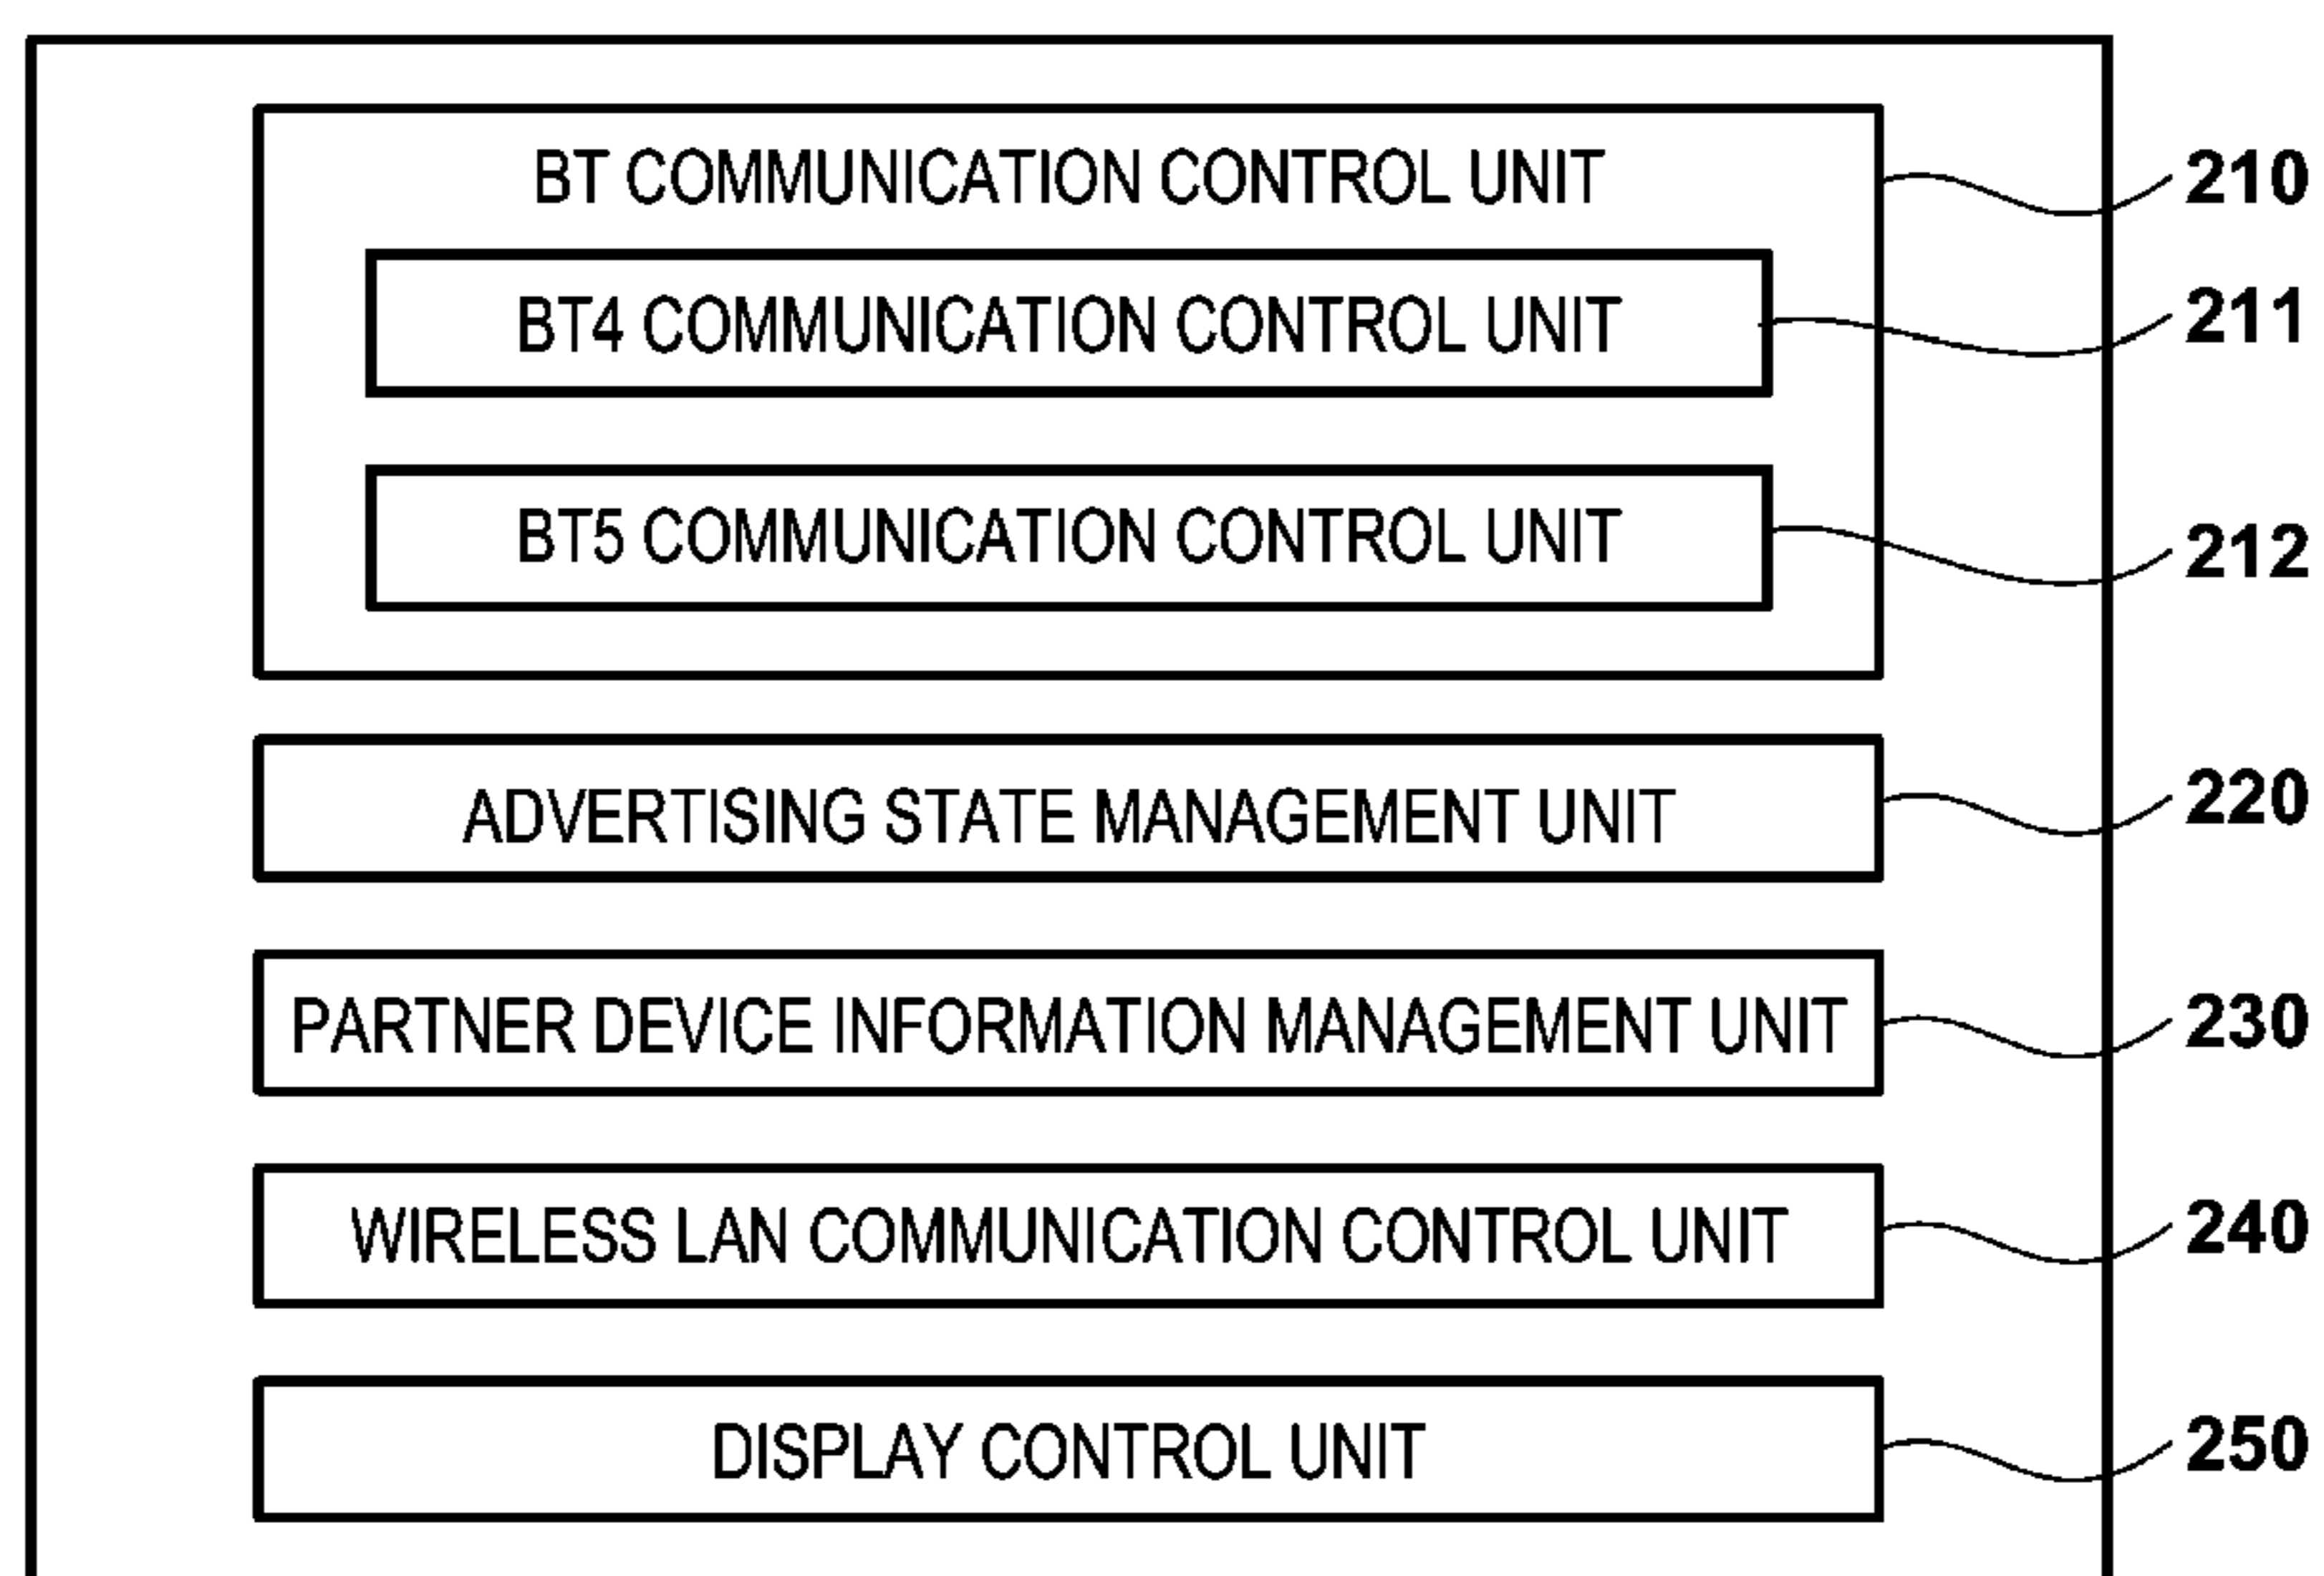 BT COMMUNICATION CONTROL UNIT 210
BT4 COMMUNICATION CONTROL UNIT 211
BT5 COMMUNICATION CONTROL UNIT 212
ADVERTISING STATE MANAGEMENT UNIT 220
PARTNER DEVICE INFORMATION MANAGEMENT UNIT 230
WIRELESS LAN COMMUNICATION CONTROL UNIT 240
DISPLAY CONTROL UNIT 250